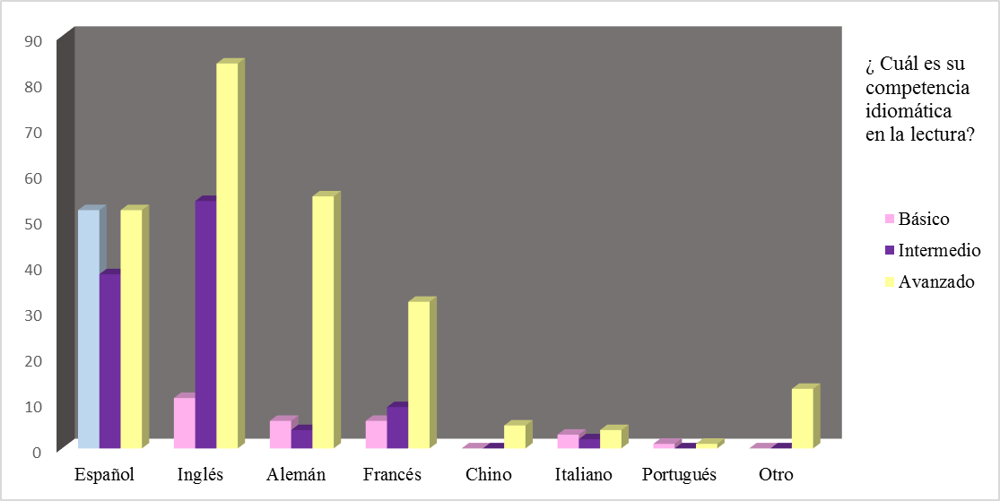 ¿ Cuál es su
competencia
idiomática
en la lectura?
Básico
Intermedio
Avanzado
90
80
70
60
50
40
30
20
10
0
Español Inglés Alemán Francés Chino Italiano Portugués Otro